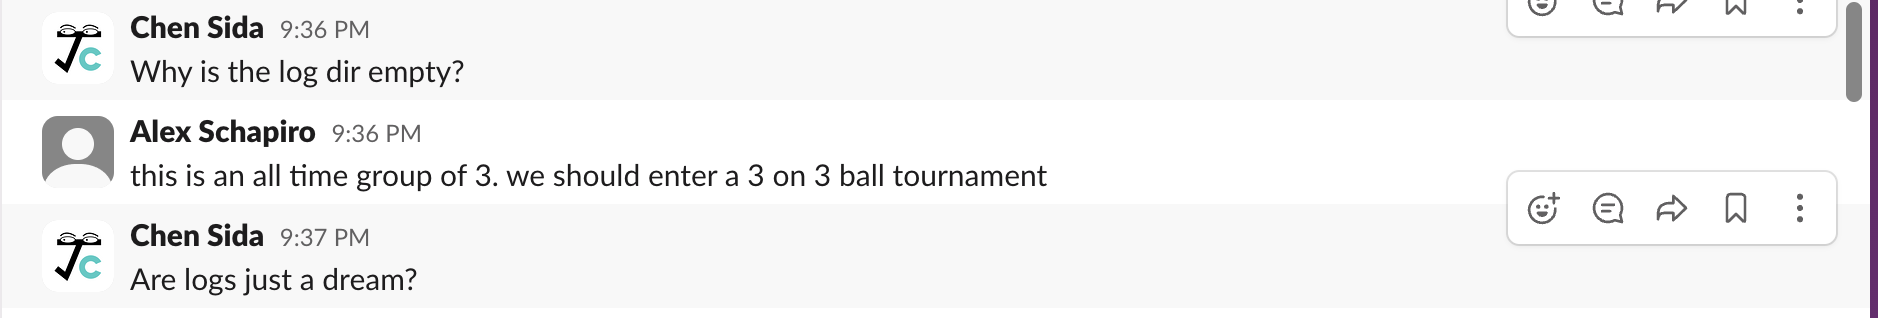 Chen Sida 9:36 PM
Why is the log dir empty?
Alex Schapiro 9:36 PM
this is an all time group of 3. we should enter a 3 on 3 ball tournament
Chen Sida 9:37 PM
Are logs just a dream?